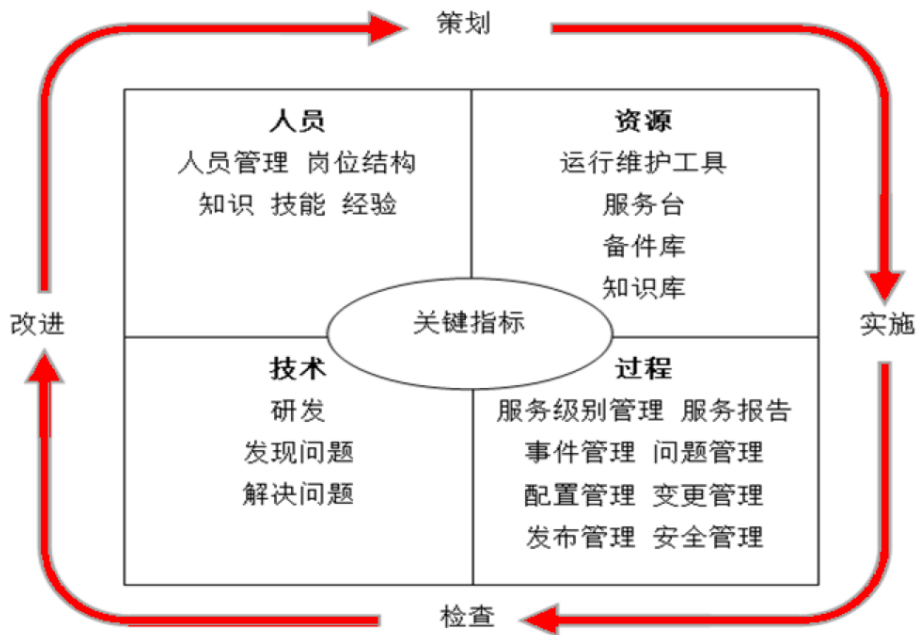 策划
人员
人员管理 岗位结构
知识 技能 经验
资源
运行维护工具
服务台
备件库
知识库
改进
关键指标
实施
技术
研发
发现问题
解决问题
过程
服务级别管理 服务报告
事件管理 问题管理
配置管理 变更管理
发布管理 安全管理
检查